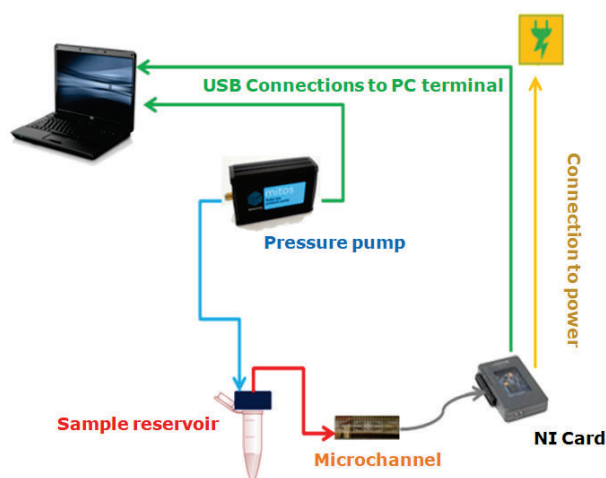 USB Connections to PC terminal
mitos
Pressure pump
Connection to power
Sample reservoir
Microchannel
NI Card